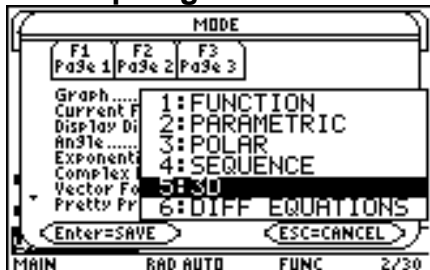 MODE
F1 F2 F3
Page 1 Page 2 Page 3
Graph......
Current F
Display Di
Angle......
Exponenti
Complex
Vector Fo
Pretty Pr
1:FUNCTION
2:PARAMETRIC
3:POLAR
4:SEQUENCE
5:3D
6:DIFF EQUATIONS
Enter=SAVE ESC=CANCEL
MAIN RAD AUTO FUNC 2/30